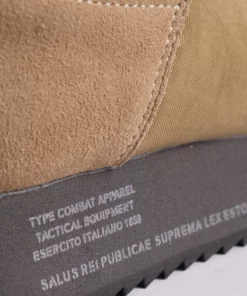 TYPE COMBAT APPAREL
TACTICAL EQUIPMENT
ESERCITO ITALIANO 1659
SALUS REI PUBLICAE SUPREMA LEX ESTO